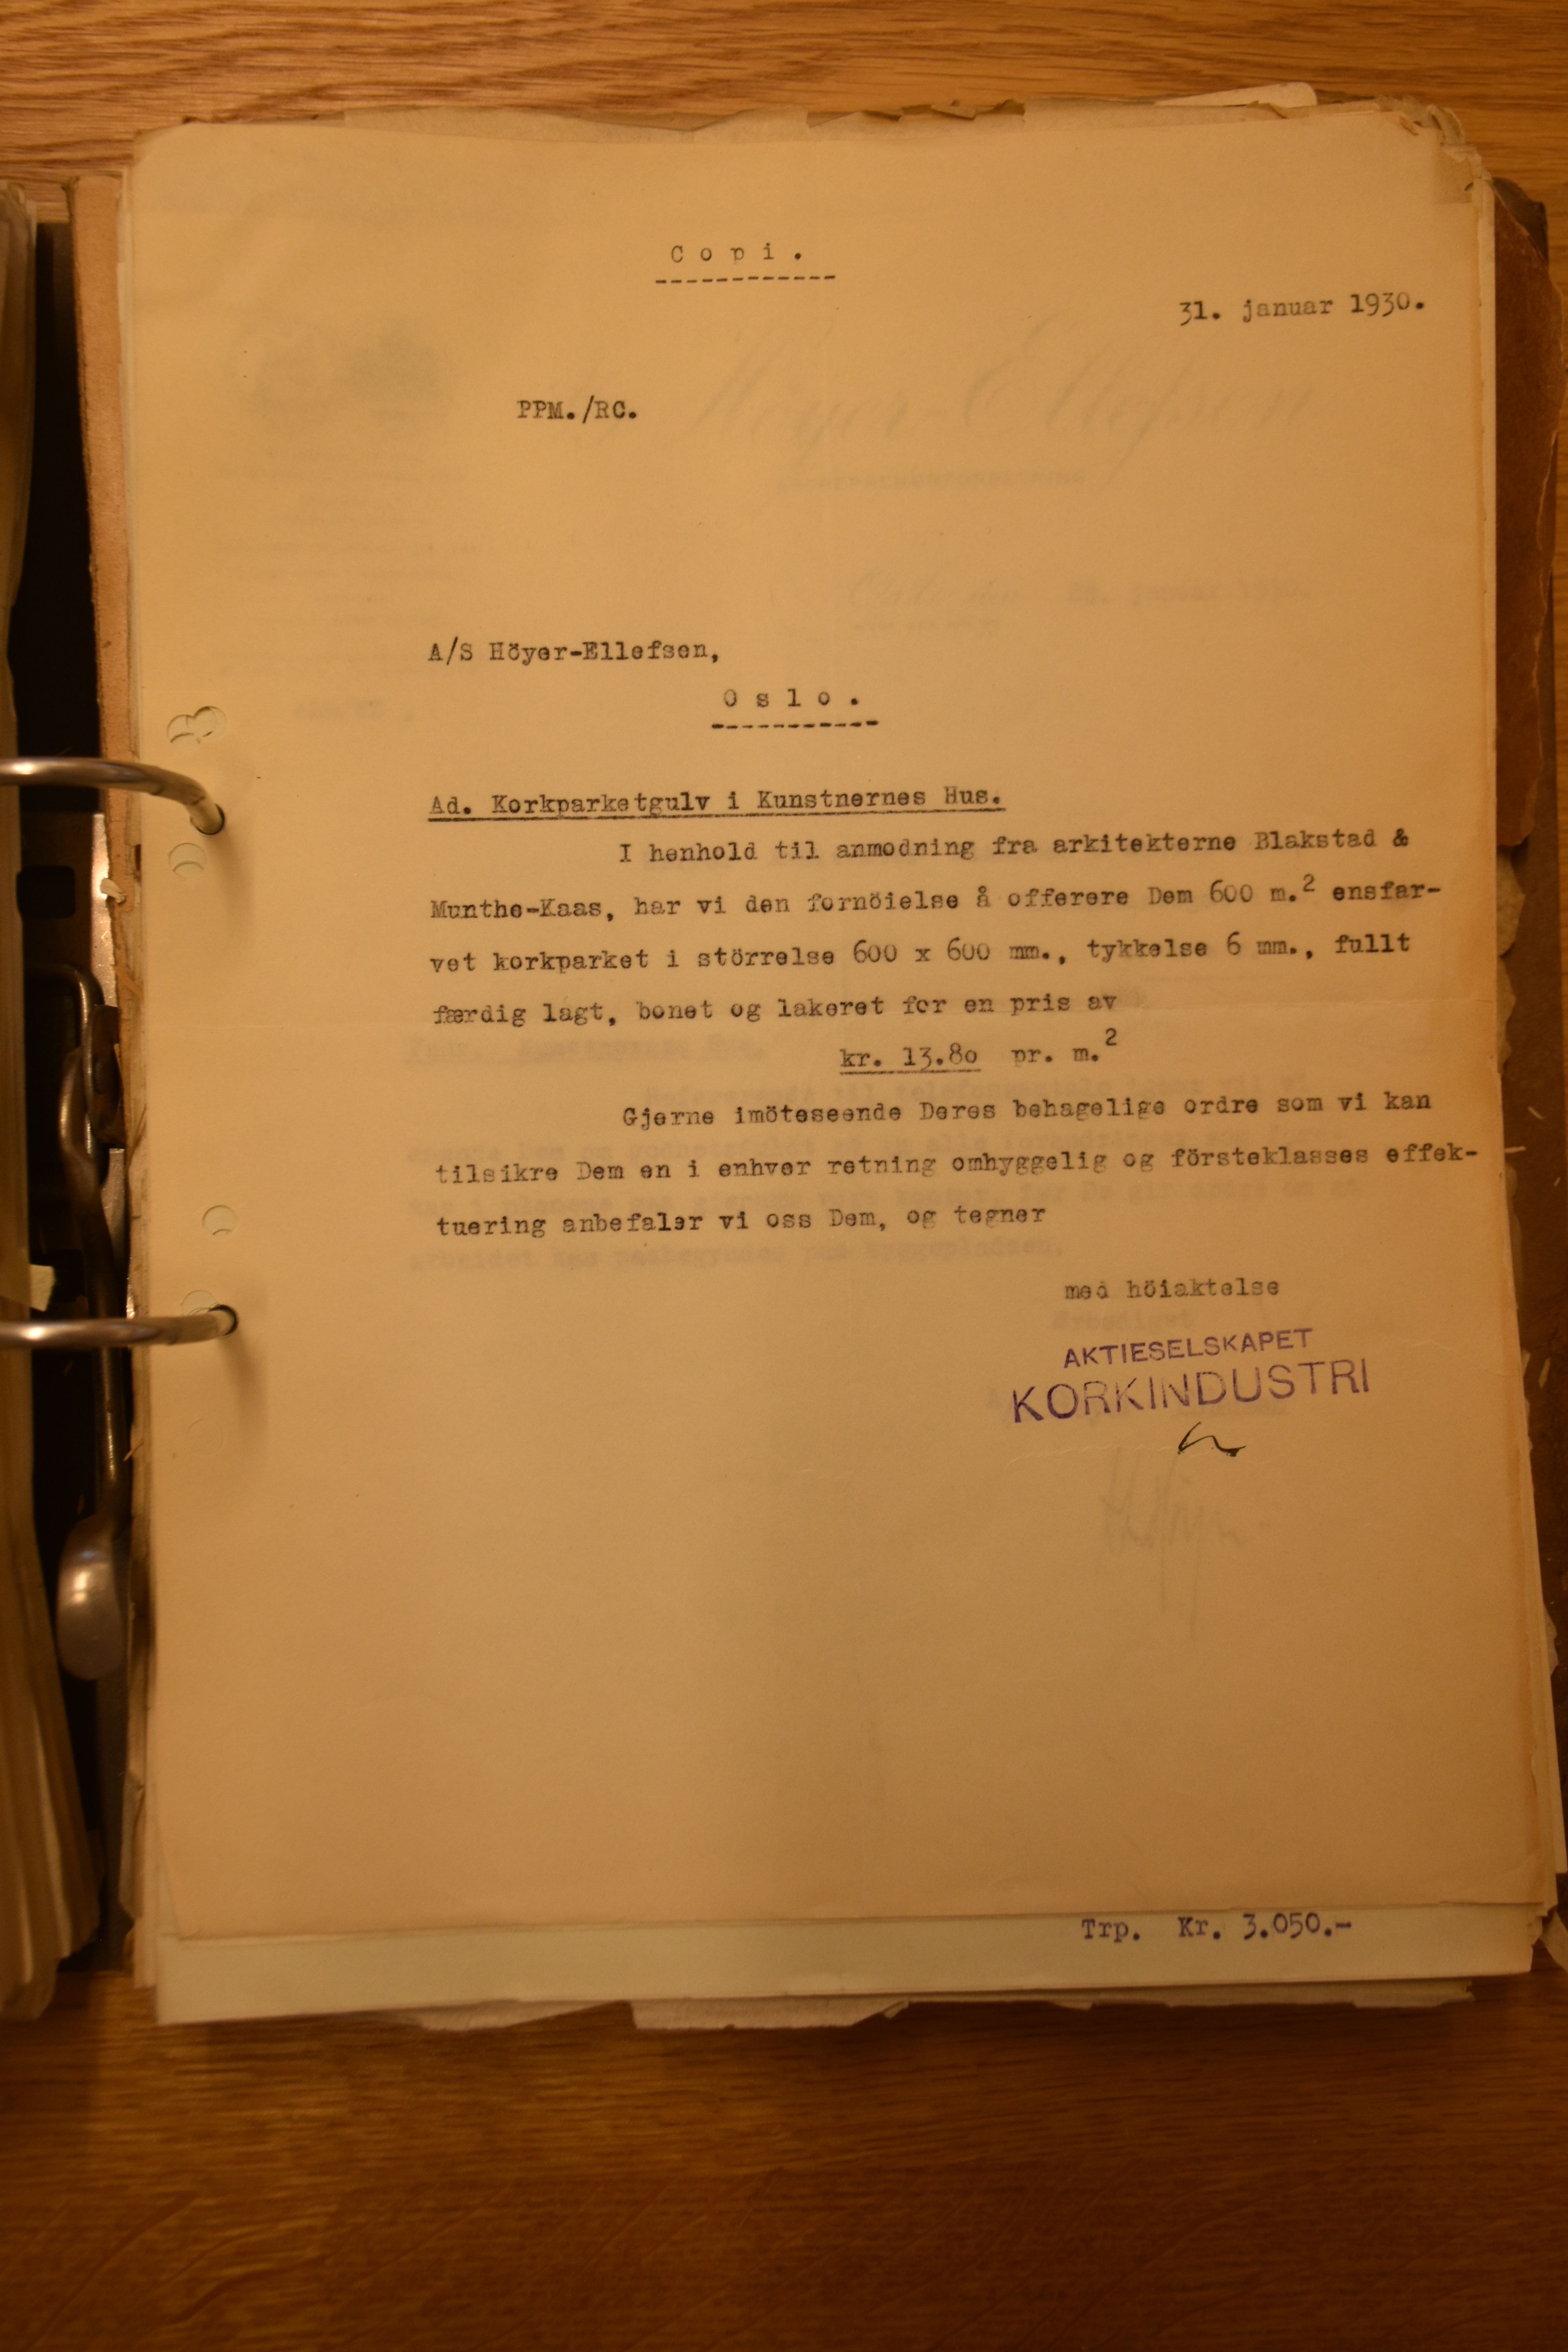 C o p i .
31. januar 1930.
PPM./RC.
A/S Höyer-Ellefsen,
O s l o .
Ad. Korkparketgulv i Kunstnernes Hus.
I henhold til anmodning fra arkitekterne Blakstad &
Munthe-Kaas, har vi den fornöielse å offerere Dem 600 m.² ensfar-
vet korkparket i störrelse 600 x 600 mm., tykkelse 6 mm., fullt
færdig lagt, bonet og lakeret for en pris av
kr. 13.80 pr. m.²
Gjerne imöteseende Deres behagelige ordre som vi kan
tilsikre Dem en i enhver retning omhyggelig og försteklasses effek-
tuering anbefaler vi oss Dem, og tegner
med höiaktelse
AKTIESELSKAPET
KORKINDUSTRI
Trp. Kr. 3.050.-